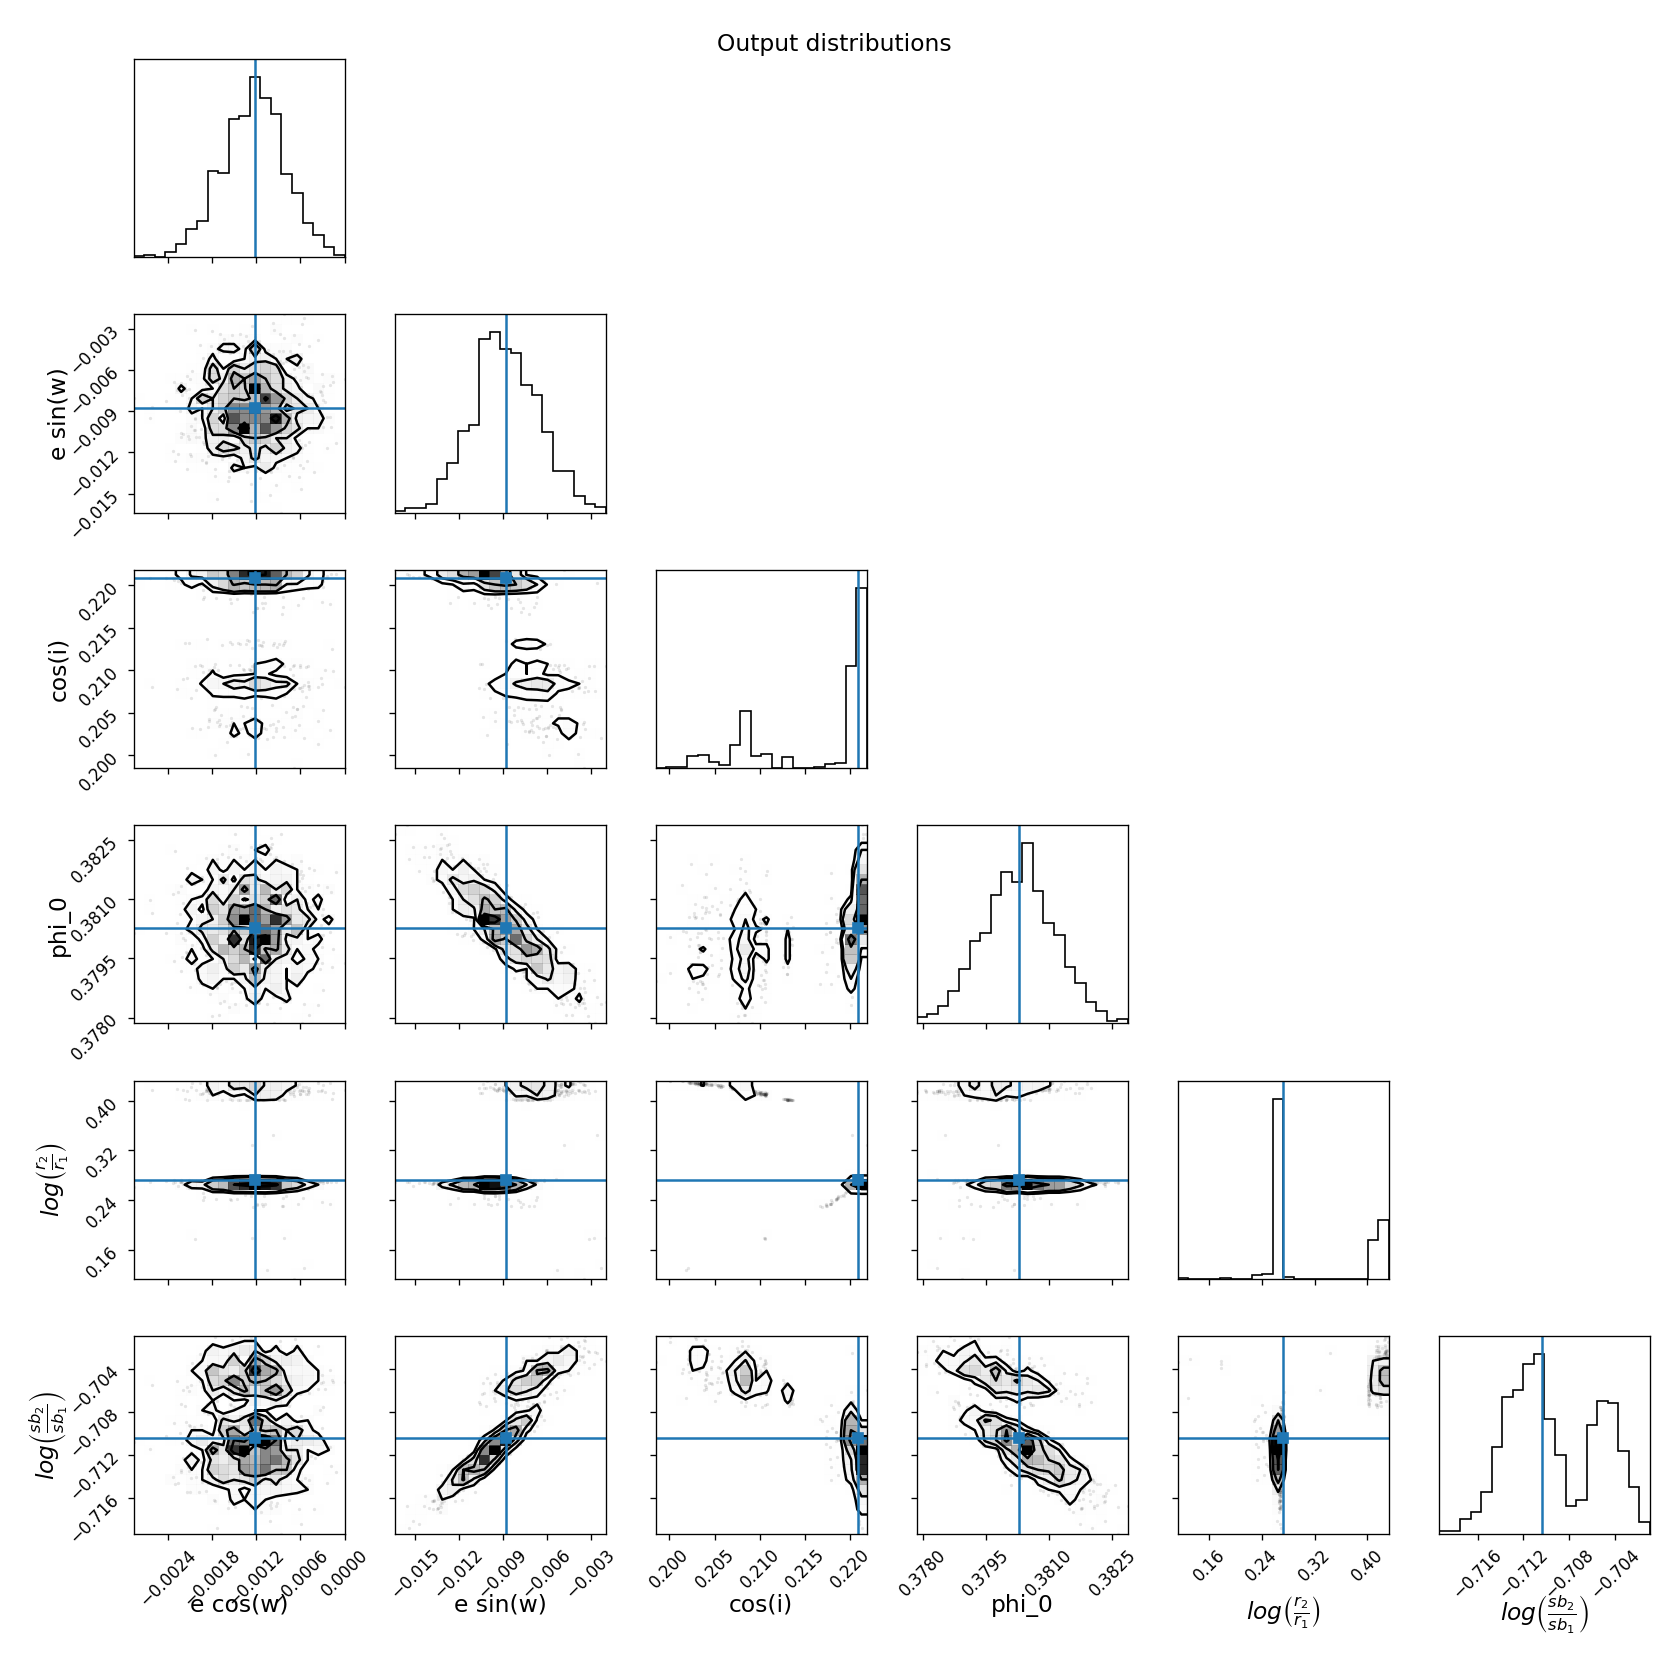 Output distributions
e sin(w)
−0.003
−0.006
−0.009
−0.012
−0.015
cos(i)
0.220
0.215
0.210
0.205
0.200
phi_0
0.3825
0.3810
0.3795
0.3780
log(r2/r1)
0.40
0.32
0.24
0.16
log(sb2/sb1)
−0.704
−0.708
−0.712
−0.716
−0.0024 −0.0018 −0.0012 −0.0006 0.0000 −0.015 −0.012 −0.009 −0.006 −0.003 0.200 0.205 0.210 0.215 0.220 0.3780 0.3795 0.3810 0.3825 0.16 0.24 0.32 0.40 −0.716 −0.712 −0.708 −0.704
e cos(w) e sin(w) cos(i) phi_0 log(r2/r1) log(sb2/sb1)